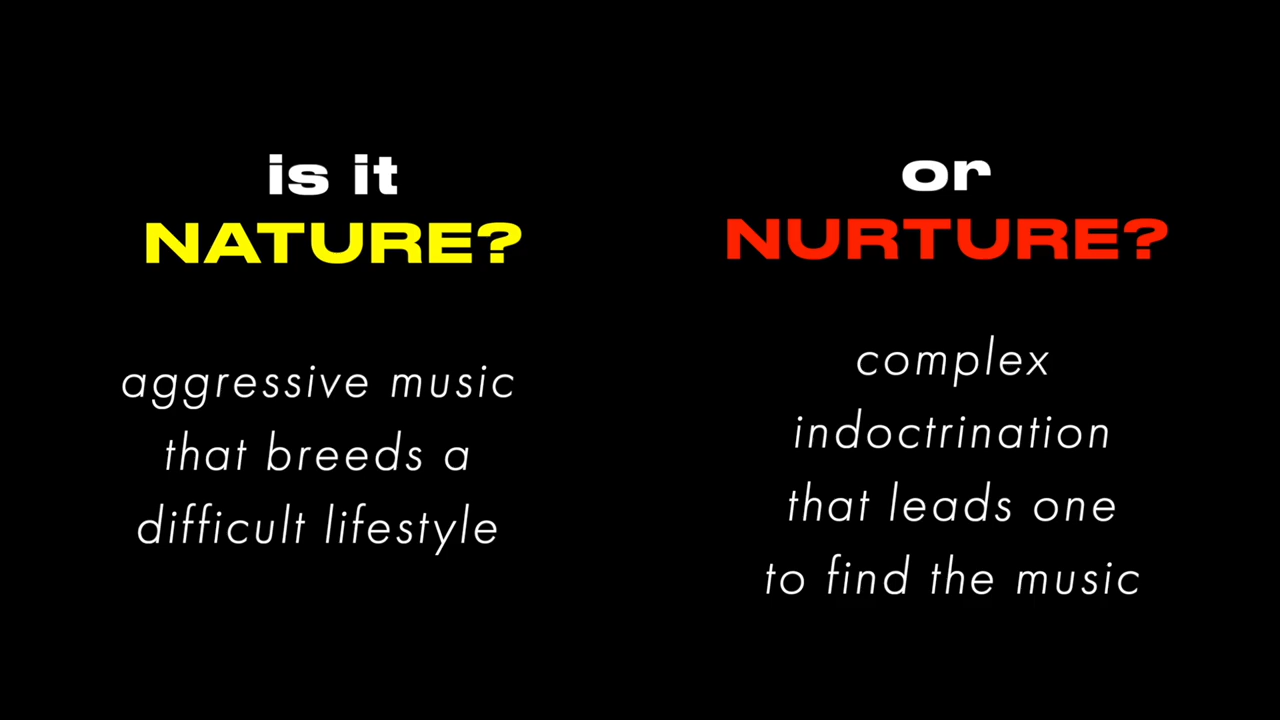 is it
NATURE?
aggressive music
that breeds a
difficult lifestyle
or
NURTURE?
complex
indoctrination
that leads one
to find the music